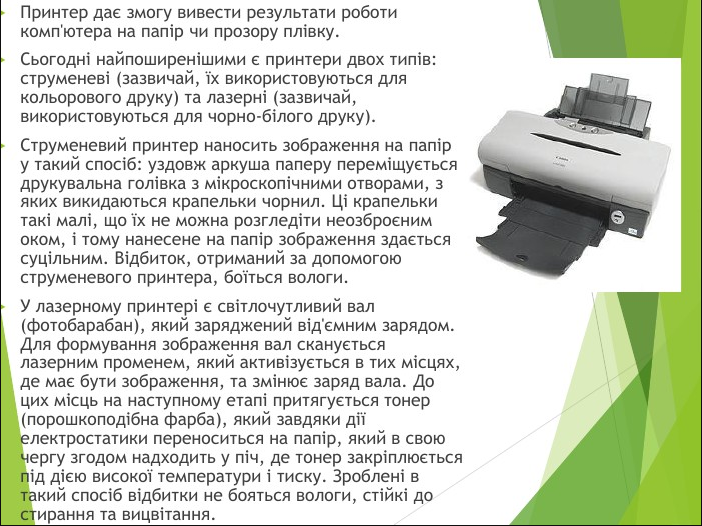 Принтер дає змогу вивести результати роботи
комп'ютера на папір чи прозору плівку.
Сьогодні найпоширенішими є принтери двох типів:
струменеві (зазвичай, їх використовуються для
кольорового друку) та лазерні (зазвичай,
використовуються для чорно-білого друку).
Струменевий принтер наносить зображення на папір
у такий спосіб: уздовж аркуша паперу переміщується
друкувальна голівка з мікроскопічними отворами, з
яких викидаються крапельки чорнил. Ці крапельки
такі малі, що їх не можна розгледіти неозброєним
оком, і тому нанесене на папір зображення здається
суцільним. Відбиток, отриманий за допомогою
струменевого принтера, боїться вологи.
У лазерному принтері є світлочутливий вал
(фотобарабан), який заряджений від'ємним зарядом.
Для формування зображення вал сканується
лазерним променем, який активізується в тих місцях,
де має бути зображення, та змінює заряд вала. До
цих місць на наступному етапі притягується тонер
(порошкоподібна фарба), який завдяки дії
електростатики переноситься на папір, який в свою
чергу згодом надходить у піч, де тонер закріплюється
під дією високої температури і тиску. Зроблені в
такий спосіб відбитки не бояться вологи, стійкі до
стирання та вицвітання.